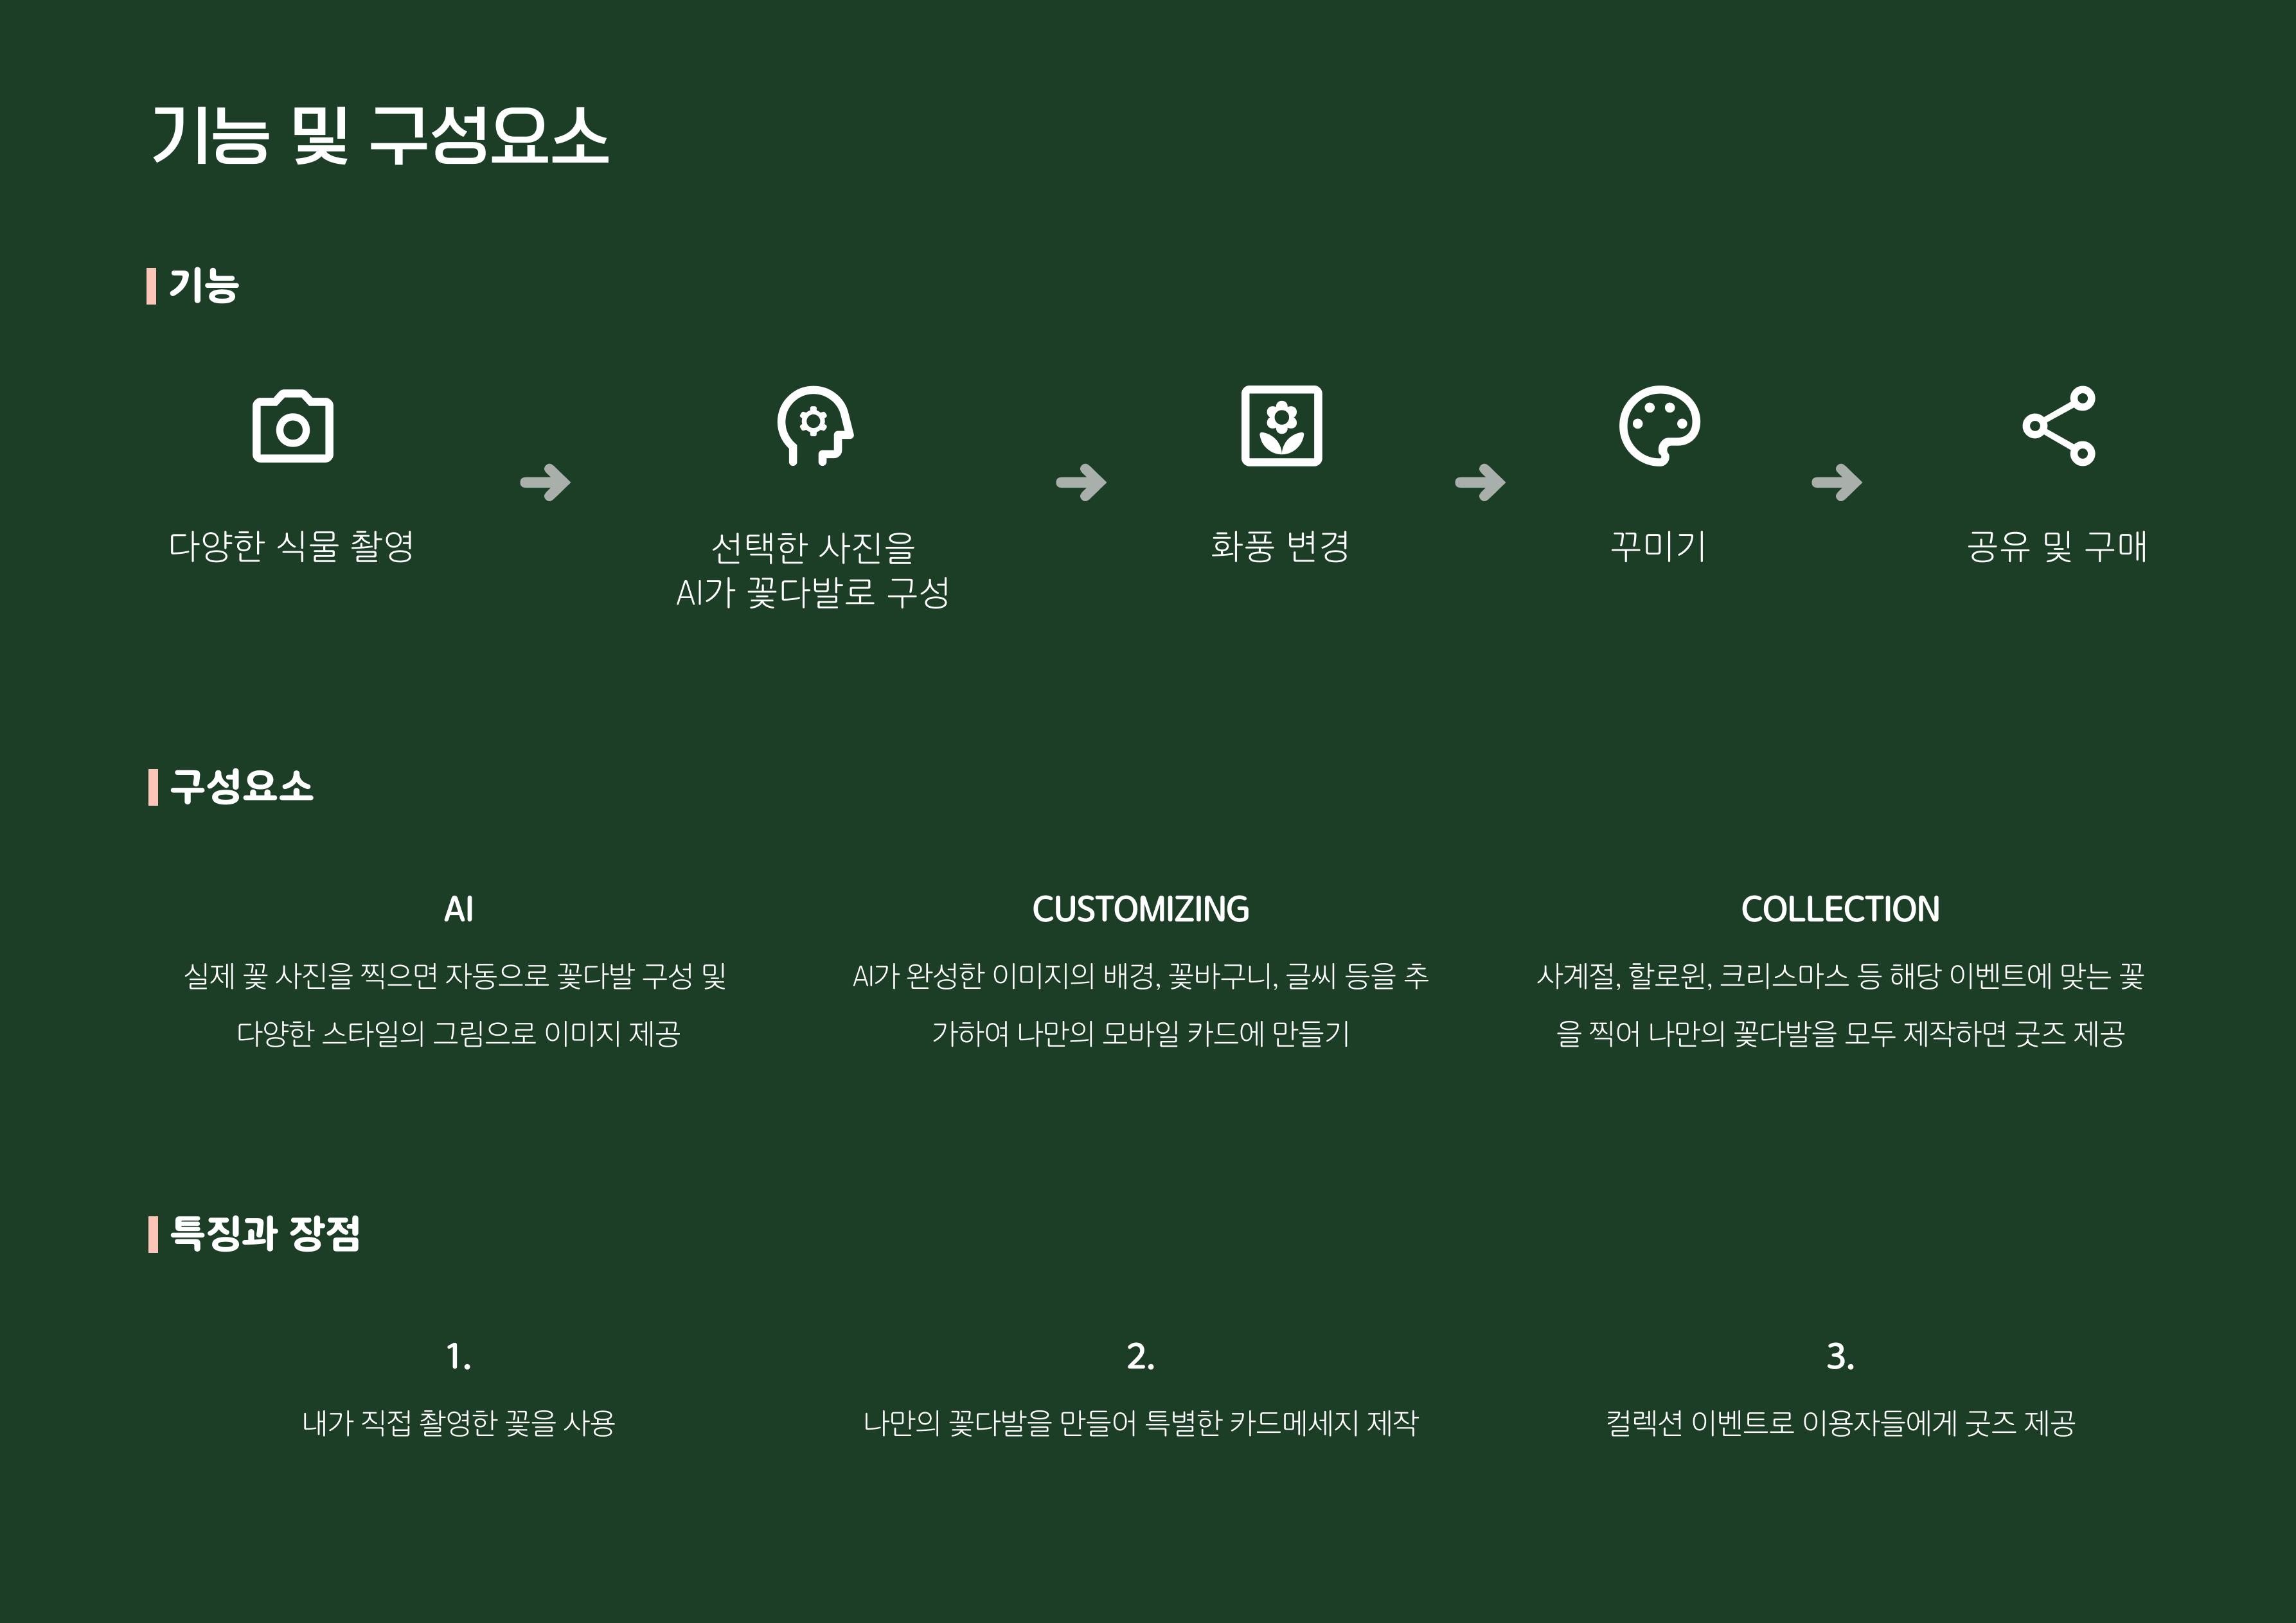 기능 및 구성요소
기능
다양한 식물 촬영
선택한 사진을
AI가 꽃다발로 구성
화풍 변경
꾸미기
공유 및 구매
구성요소
AI
실제 꽃 사진을 찍으면 자동으로 꽃다발 구성 및
다양한 스타일의 그림으로 이미지 제공
CUSTOMIZING
AI가 완성한 이미지의 배경, 꽃바구니, 글씨 등을 추
가하여 나만의 모바일 카드에 만들기
COLLECTION
사계절, 할로윈, 크리스마스 등 해당 이벤트에 맞는 꽃
을 찍어 나만의 꽃다발을 모두 제작하면 굿즈 제공
특징과 장점
1.
내가 직접 촬영한 꽃을 사용
2.
나만의 꽃다발을 만들어 특별한 카드메세지 제작
3.
컬렉션 이벤트로 이용자들에게 굿즈 제공